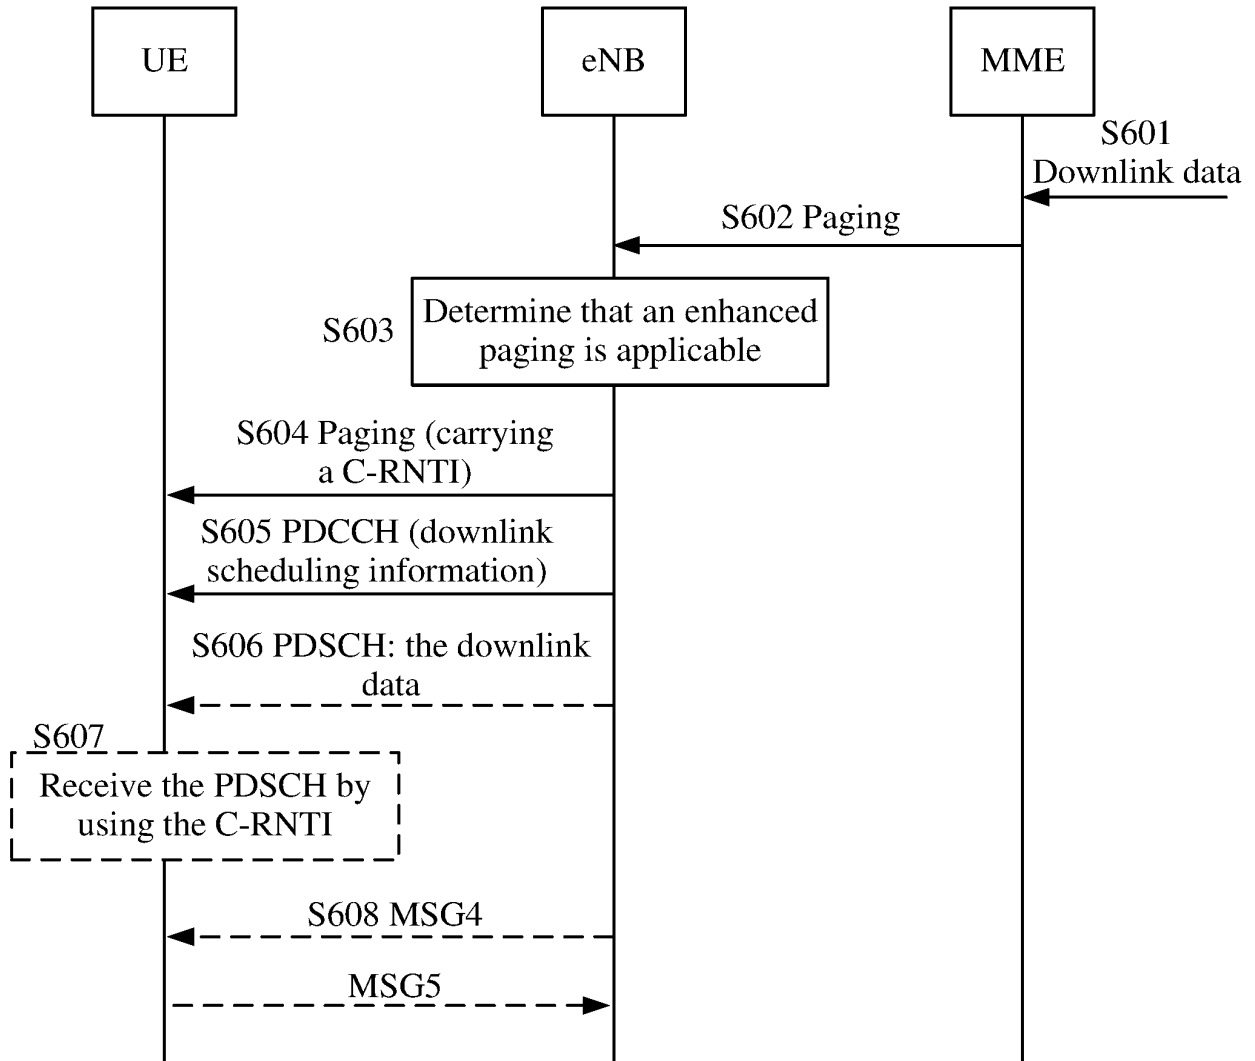 UE
eNB
MME
S601
Downlink data
S602 Paging
S603
Determine that an enhanced
paging is applicable
S604 Paging (carrying
a C-RNTI)
S605 PDCCH (downlink
scheduling information)
S606 PDSCH: the downlink
data
S607
Receive the PDSCH by
using the C-RNTI
S608 MSG4
MSG5